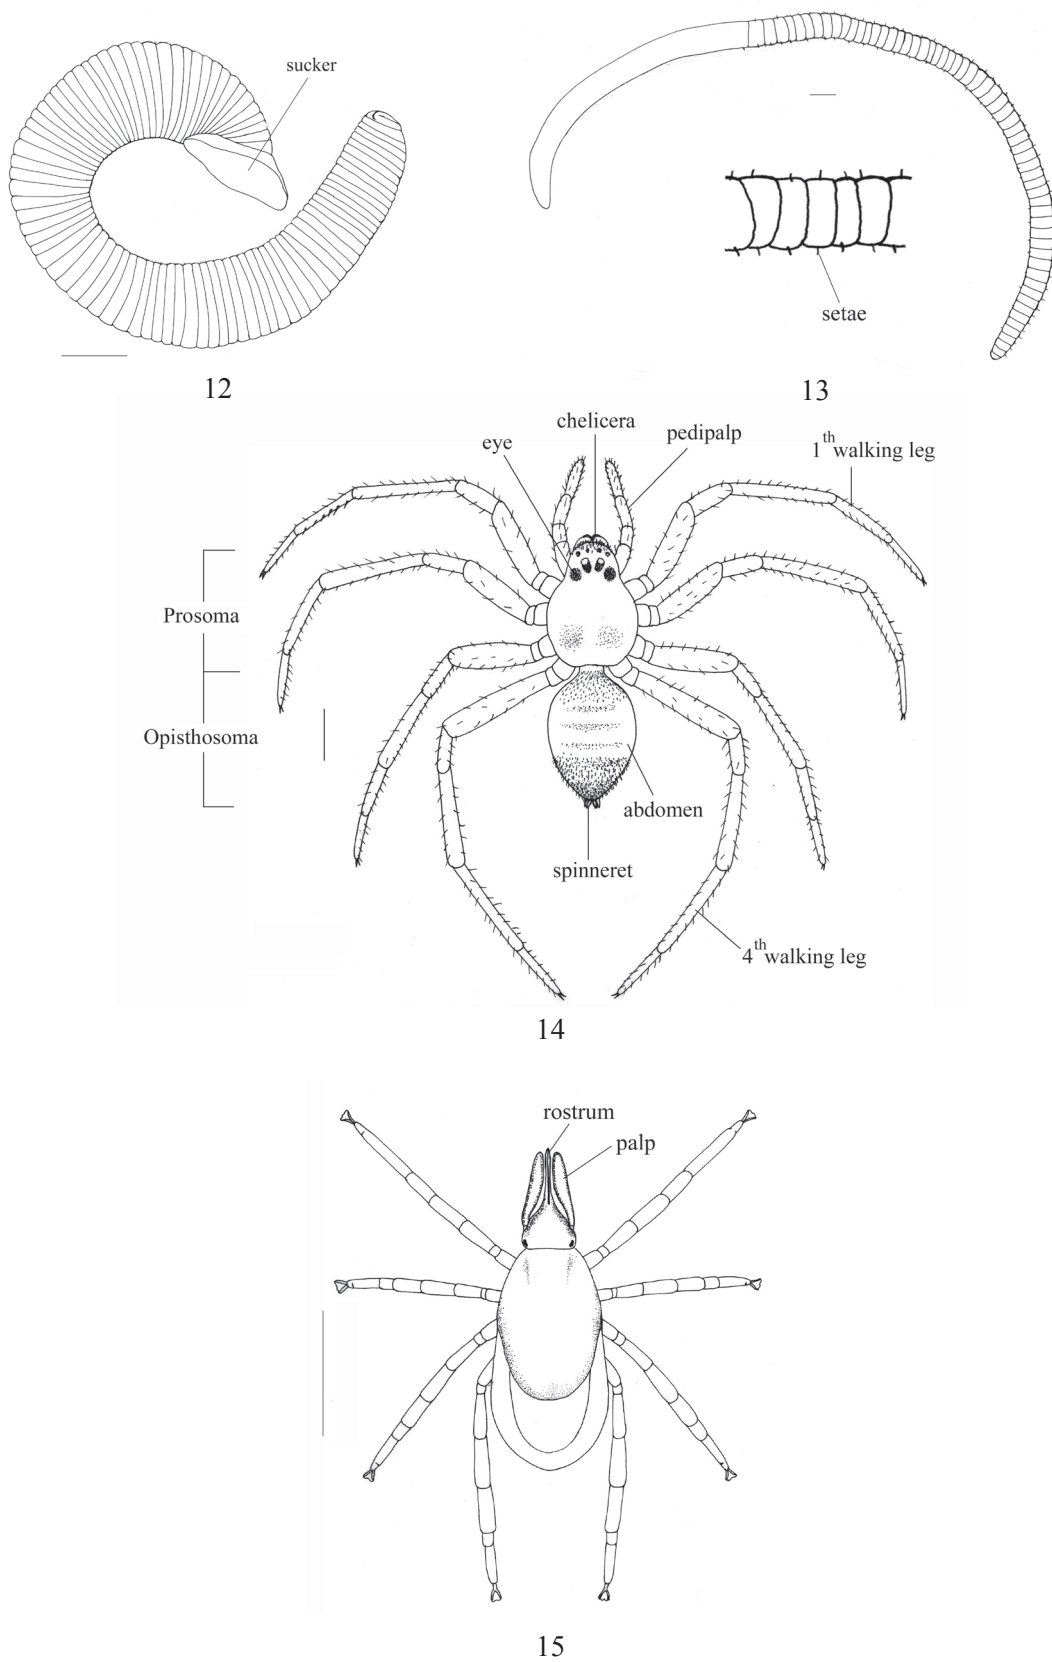 sucker
setae
12
13
chelicera
eye
pedipalp
1th walking leg
Prosoma
Opisthosoma
abdomen
spinneret
4th walking leg
14
rostrum
palp
15